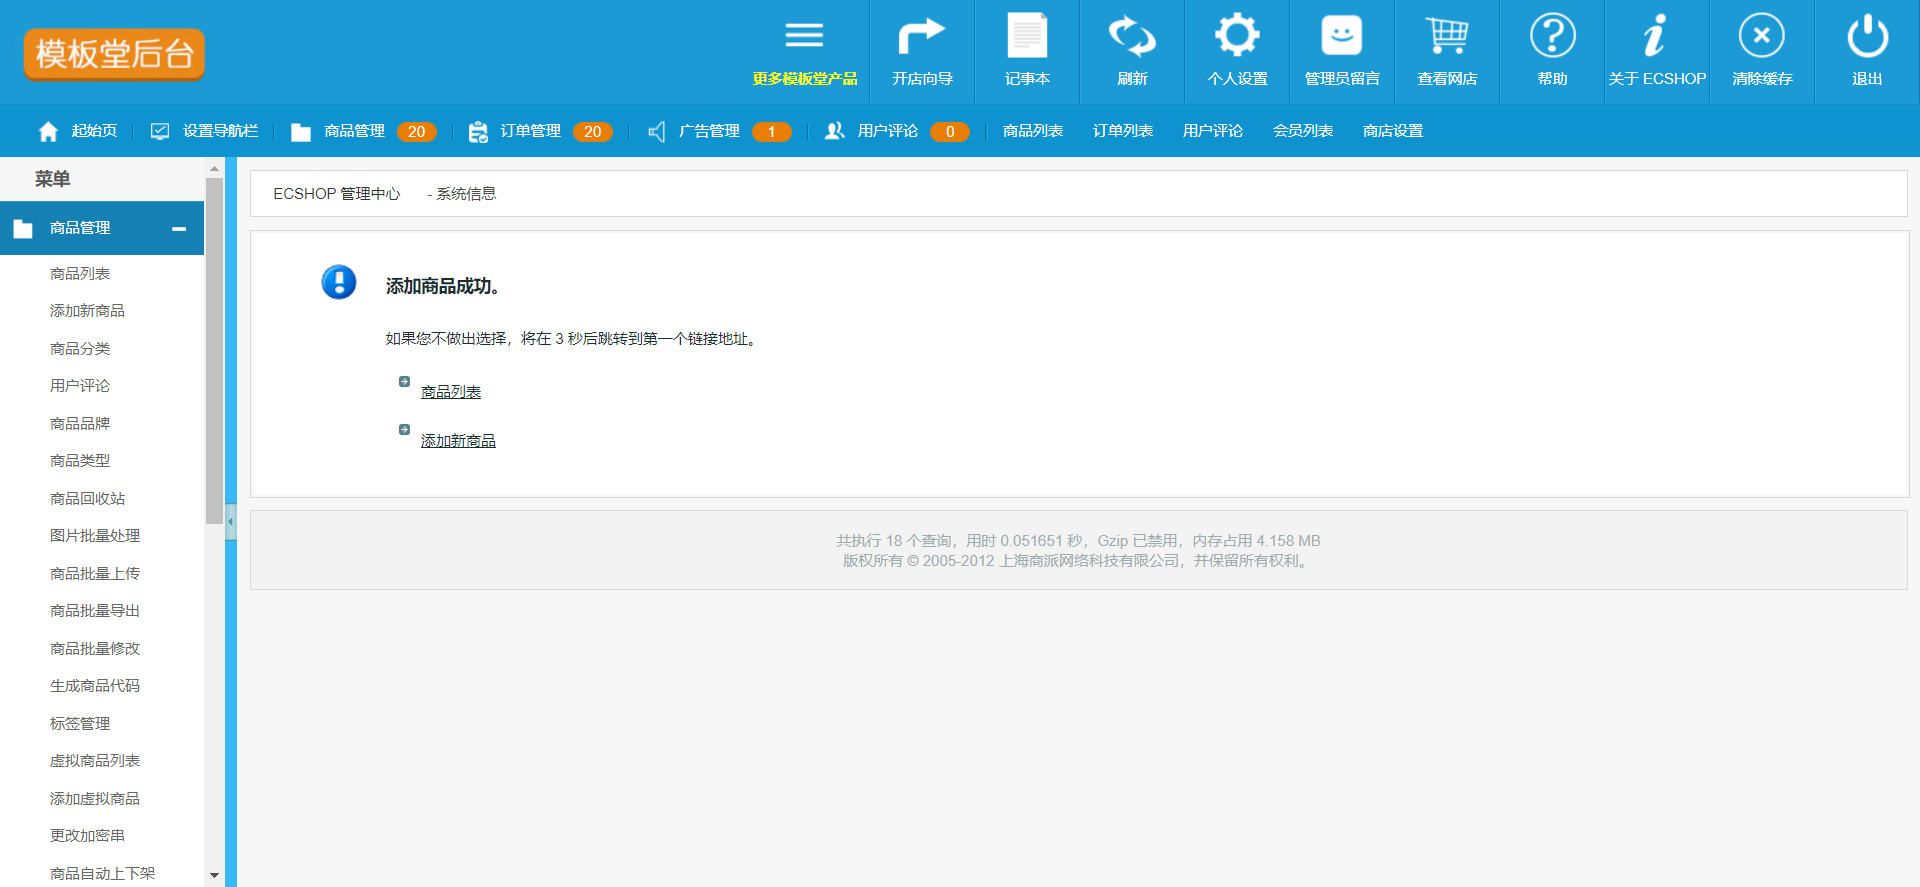 模板堂后台
更多模板堂产品
开店向导
记事本
刷新
个人设置
管理员留言
查看网店
帮助
关于 ECSHOP
清除缓存
退出
起始页
设置导航栏
商品管理 20
订单管理 20
广告管理 1
用户评论 0
商品列表
订单列表
用户评论
会员列表
商店设置
菜单
商品管理
商品列表
添加新商品
商品分类
用户评论
商品品牌
商品类型
商品回收站
图片批量处理
商品批量上传
商品批量导出
商品批量修改
生成商品代码
标签管理
虚拟商品列表
添加虚拟商品
更改加密串
商品自动上下架
ECSHOP 管理中心 - 系统信息
添加商品成功。
如果您不做出选择，将在 3 秒后跳转到第一个链接地址。
商品列表
添加新商品
共执行 18 个查询，用时 0.051651 秒，Gzip 已禁用，内存占用 4.158 MB
版权所有 © 2005-2012 上海商派网络科技有限公司，并保留所有权利。